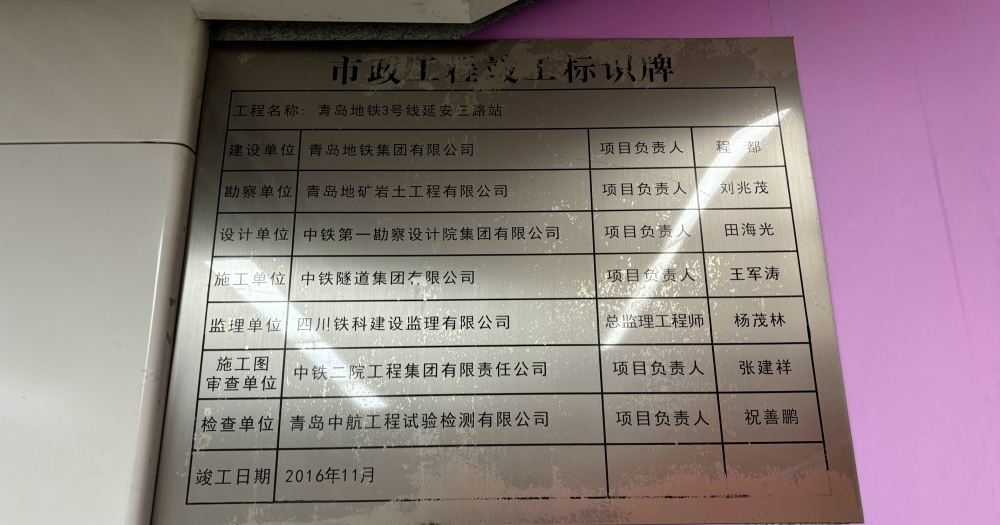 市政工程竣工标识牌
工程名称: 青岛地铁3号线延安三路站
建设单位 青岛地铁集团有限公司 项目负责人 程 都
勘察单位 青岛地矿岩土工程有限公司 项目负责人 刘兆茂
设计单位 中铁第一勘察设计院集团有限公司 项目负责人 田海光
施工单位 中铁隧道集团有限公司 项目负责人 王军涛
监理单位 四川铁科建设监理有限公司 总监理工程师 杨茂林
施工图
审查单位 中铁二院工程集团有限责任公司 项目负责人 张建祥
检查单位 青岛中航工程试验检测有限公司 项目负责人 祝善鹏
竣工日期 2016年11月